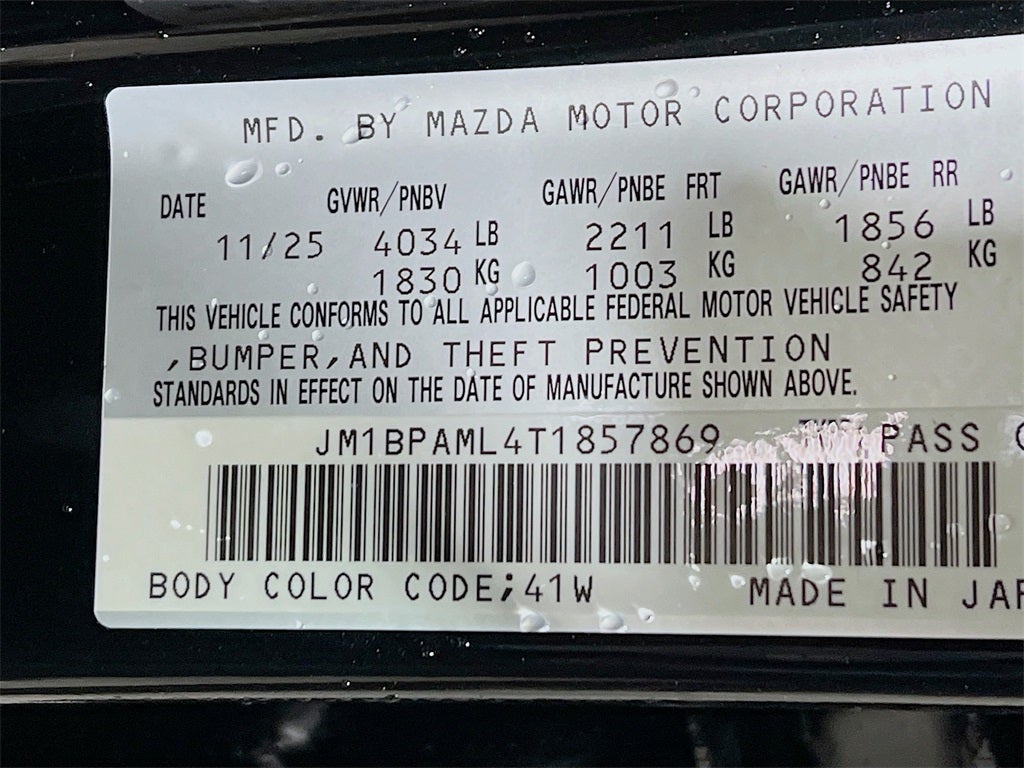 MFD. BY MAZDA MOTOR CORPORATION
DATE GVWR/PNBV GAWR/PNBE FRT GAWR/PNBE RR
11/25 4034 LB 2211 LB 1856 LB
1830 KG 1003 KG 842 KG
THIS VEHICLE CONFORMS TO ALL APPLICABLE FEDERAL MOTOR VEHICLE SAFETY
,BUMPER,AND THEFT PREVENTION
STANDARDS IN EFFECT ON THE DATE OF MANUFACTURE SHOWN ABOVE.
JM1BPAML4T1857869 PASS
BODY COLOR CODE;41W MADE IN JAP